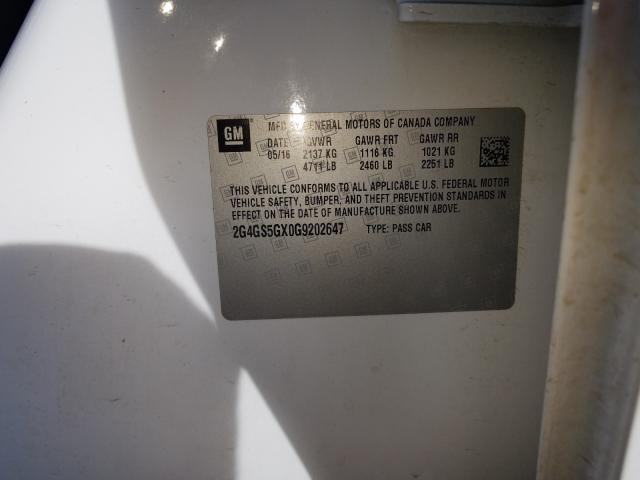 GM
MFD BY GENERAL MOTORS OF CANADA COMPANY
DATE GVWR GAWR FRT GAWR RR
05/16 2137 KG 1116 KG 1021 KG
4711 LB 2460 LB 2251 LB
THIS VEHICLE CONFORMS TO ALL APPLICABLE U.S. FEDERAL MOTOR
VEHICLE SAFETY, BUMPER, AND THEFT PREVENTION STANDARDS IN
EFFECT ON THE DATE OF MANUFACTURE SHOWN ABOVE.
2G4GS5GX0G9202647 TYPE: PASS CAR